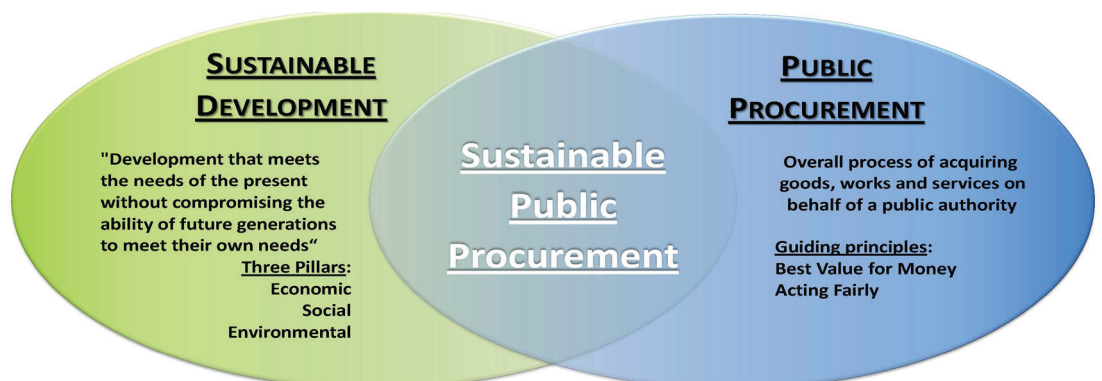 SUSTAINABLE
DEVELOPMENT
"Development that meets
the needs of the present
without compromising the
ability of future generations
to meet their own needs“
Three Pillars:
Economic
Social
Environmental
Sustainable
Public
Procurement
PUBLIC
PROCUREMENT
Overall process of acquiring
goods, works and services on
behalf of a public authority
Guiding principles:
Best Value for Money
Acting Fairly